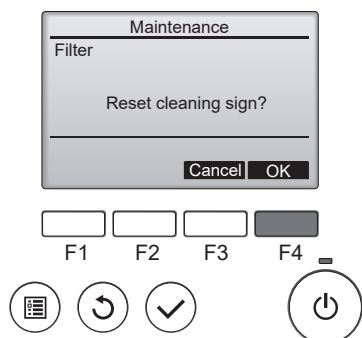 Maintenance
Filter
Reset cleaning sign?
Cancel OK
F1 F2 F3 F4